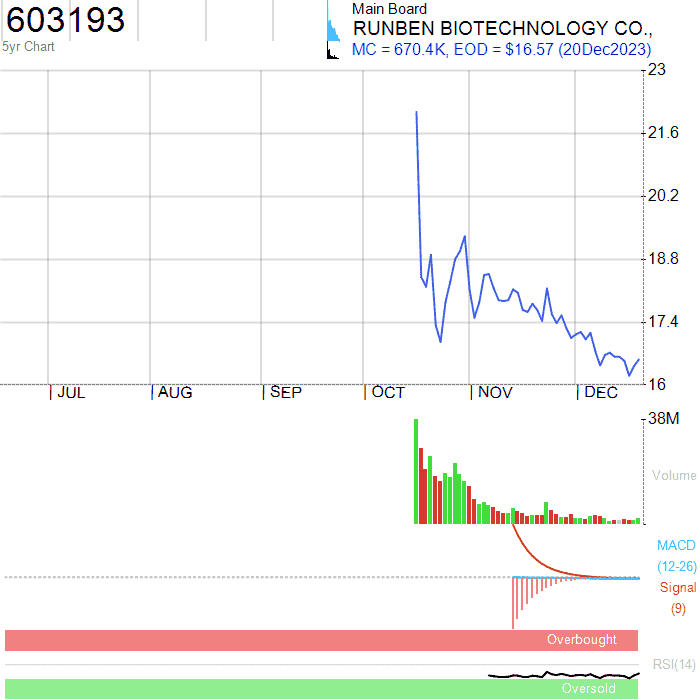 603193
5yr Chart
Main Board
RUNBEN BIOTECHNOLOGY CO.,
MC = 670.4K, EOD = $16.57 (20Dec2023)
23
21.6
20.2
18.8
17.4
16
JUL AUG SEP OCT NOV DEC
38M
Volume
MACD
(12-26)
Signal
(9)
Overbought
RSI(14)
Oversold